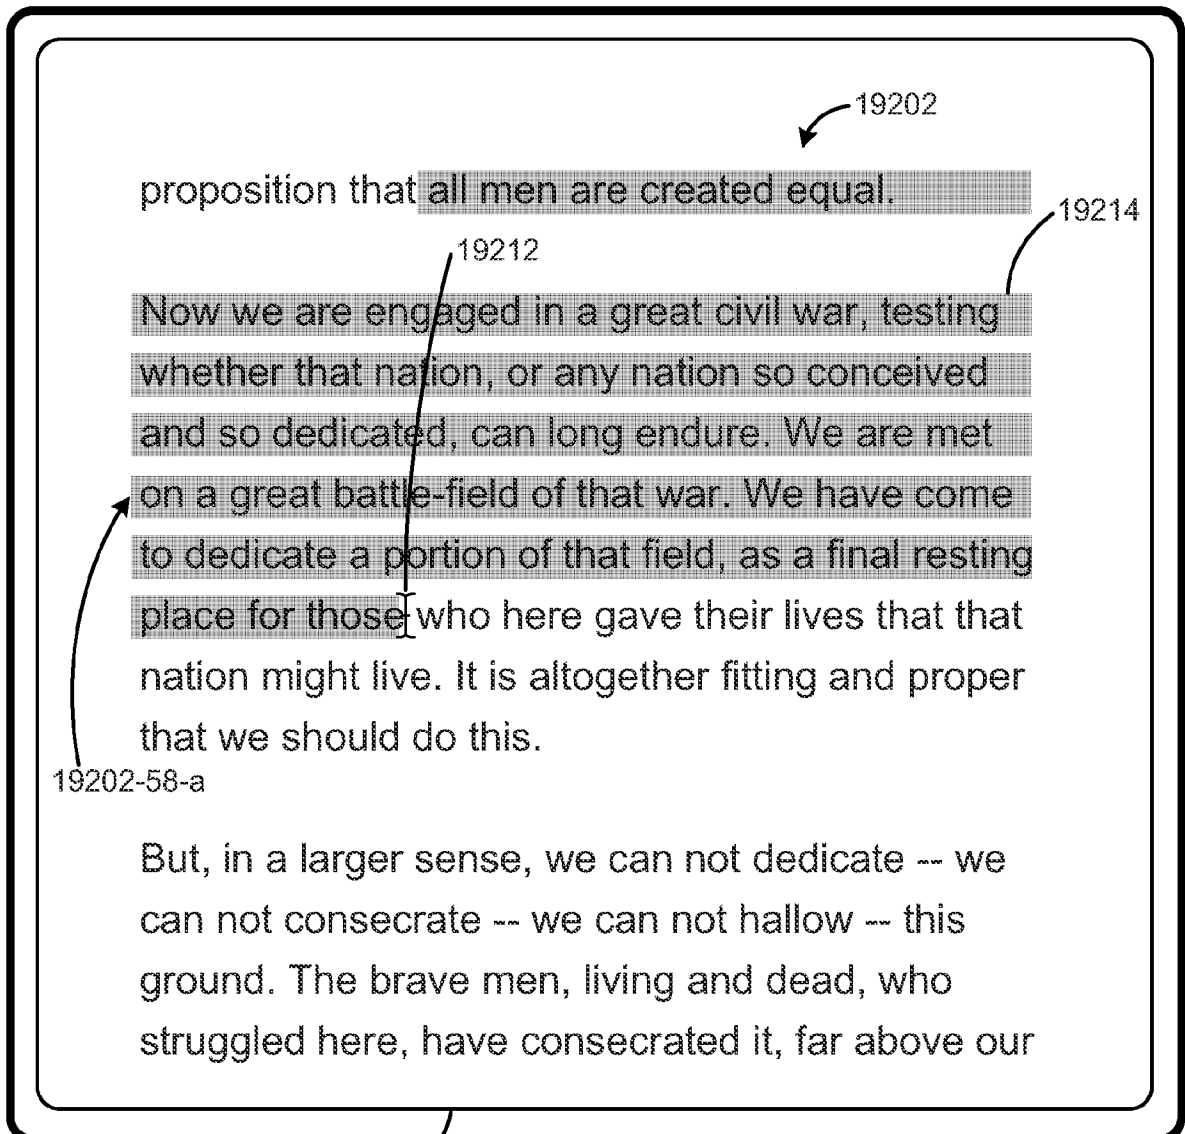 19202
proposition that all men are created equal.
19214
19212
Now we are engaged in a great civil war, testing
whether that nation, or any nation so conceived
and so dedicated, can long endure. We are met
on a great battle-field of that war. We have come
to dedicate a portion of that field, as a final resting
place for those who here gave their lives that that
nation might live. It is altogether fitting and proper
that we should do this.
19202-58-a
But, in a larger sense, we can not dedicate -- we
can not consecrate -- we can not hallow -- this
ground. The brave men, living and dead, who
struggled here, have consecrated it, far above our